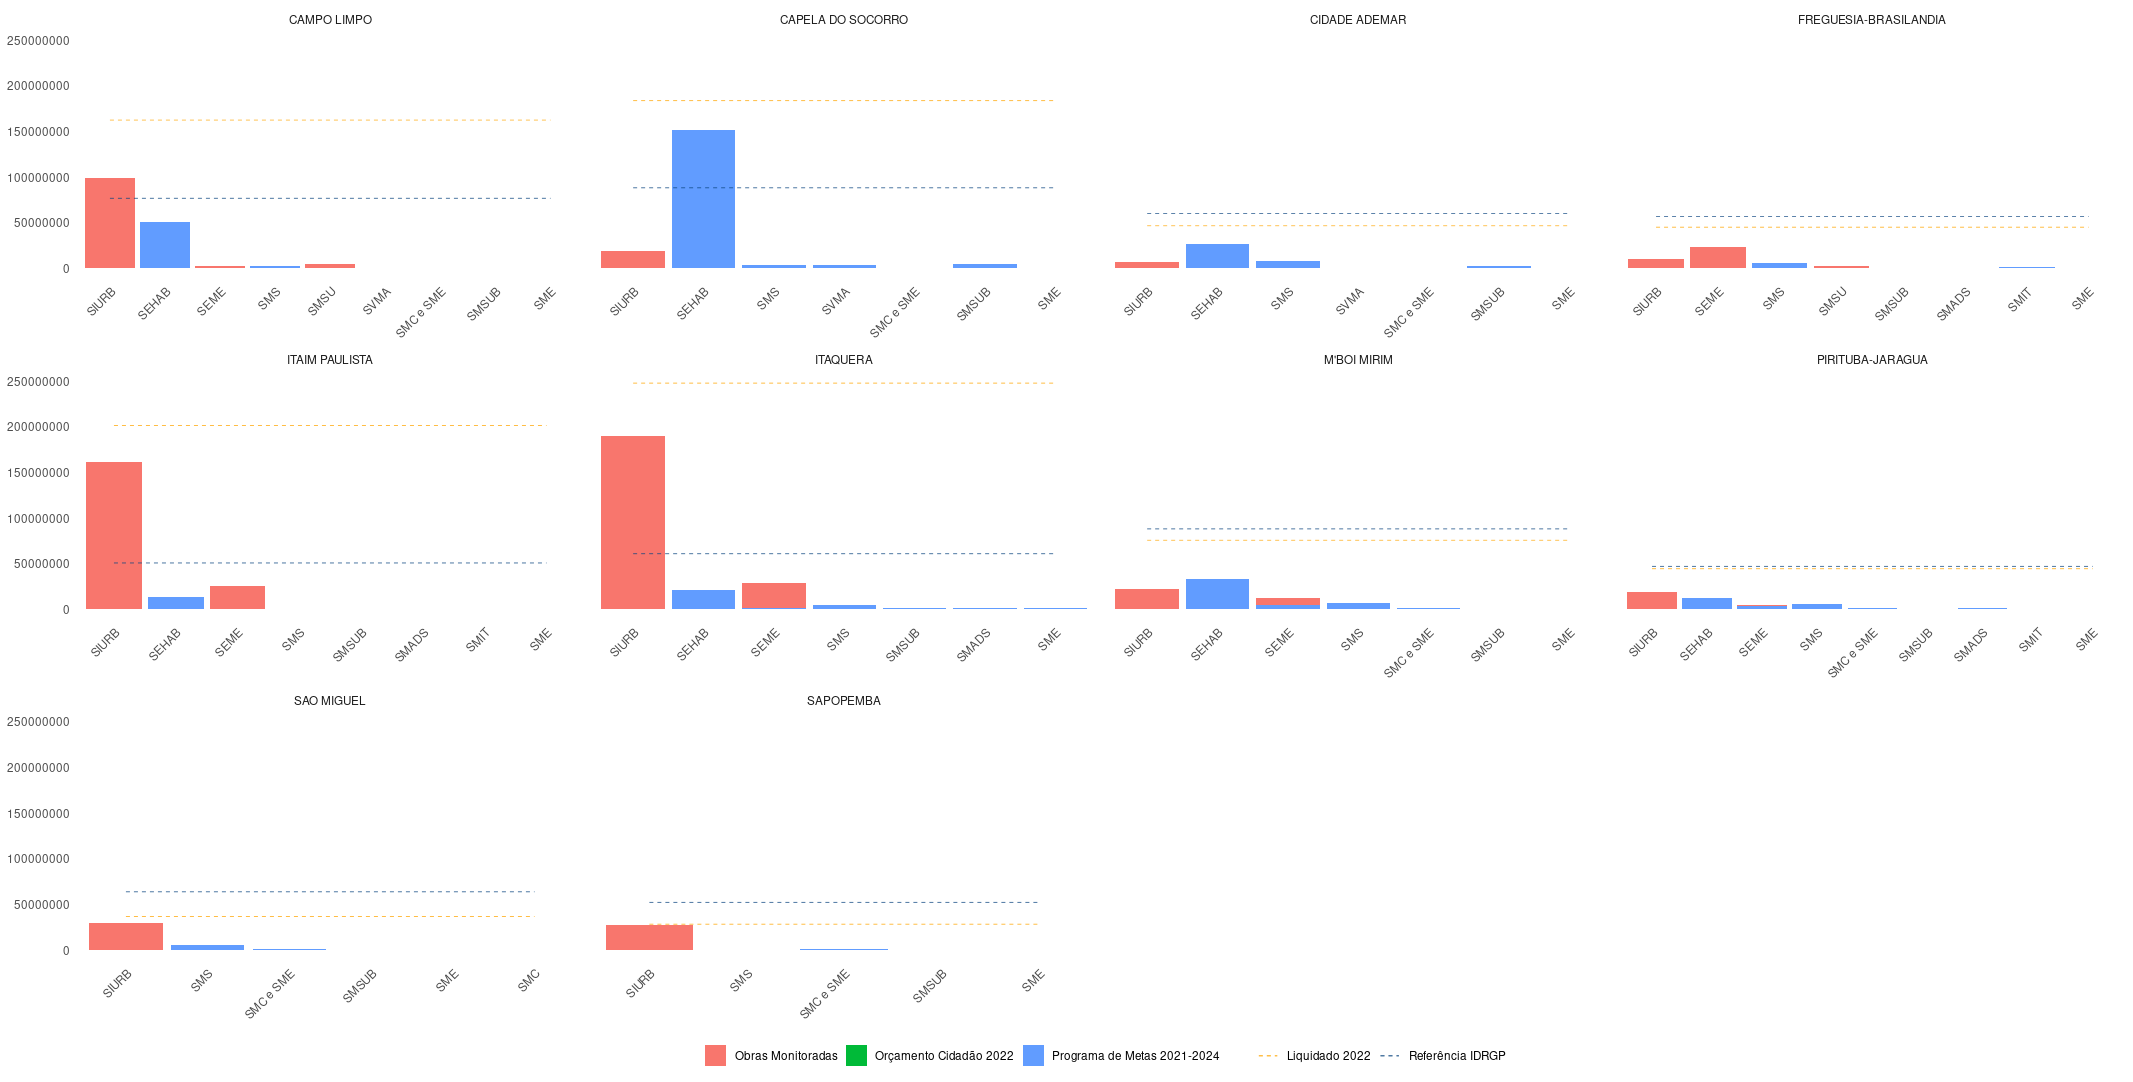 CAMPO LIMPO
CAPELA DO SOCORRO
CIDADE ADEMAR
FREGUESIA-BRASILANDIA
250000000
200000000
150000000
100000000
50000000
0
SIURB
SEHAB
SEME
SMS
SMSU
SVMA
SMC e SME
SMSUB
SME
SIURB
SEHAB
SMS
SVMA
SMC e SME
SMSUB
SME
SIURB
SEHAB
SMS
SVMA
SMC e SME
SMSUB
SME
SIURB
SEME
SMS
SMSU
SMSUB
SMADS
SMIT
SME
ITAIM PAULISTA
ITAQUERA
M'BOI MIRIM
PIRITUBA-JARAGUA
250000000
200000000
150000000
100000000
50000000
0
SIURB
SEHAB
SEME
SMS
SMSUB
SMADS
SMIT
SME
SIURB
SEHAB
SEME
SMS
SMSUB
SMADS
SME
SIURB
SEHAB
SEME
SMS
SMC e SME
SMSUB
SME
SIURB
SEHAB
SEME
SMS
SMC e SME
SMSUB
SMADS
SMIT
SME
SAO MIGUEL
SAPOPEMBA
250000000
200000000
150000000
100000000
50000000
0
SIURB
SMS
SMC e SME
SMSUB
SME
SMC
SIURB
SMS
SMC e SME
SMSUB
SME
Obras Monitoradas
Orçamento Cidadão 2022
Programa de Metas 2021-2024
Liquidado 2022
Referência IDRGP